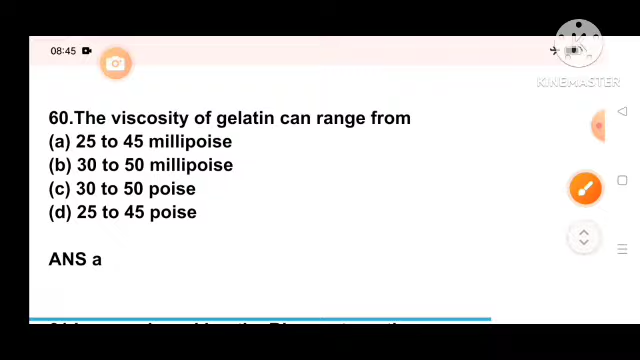 08:45
KINEMASTER
60.The viscosity of gelatin can range from
(a) 25 to 45 millipoise
(b) 30 to 50 millipoise
(c) 30 to 50 poise
(d) 25 to 45 poise
ANS a